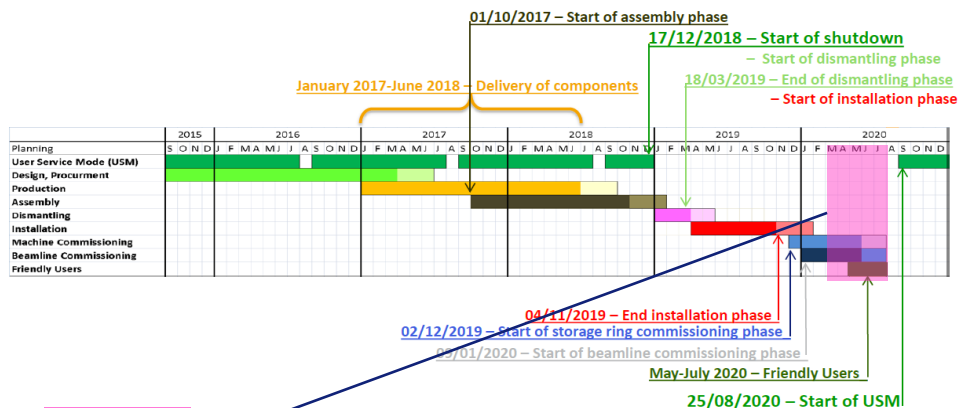 01/10/2017 – Start of assembly phase
17/12/2018 – Start of shutdown
– Start of dismantling phase
18/03/2019 – End of dismantling phase
– Start of installation phase
January 2017-June 2018 – Delivery of components
2015 2016 2017 2018 2019 2020
Planning S O N D J F M A M J J A S O N D J F M A M J J A S O N D J F M A M J J A S O N D J F M A M J J A S O N D J F M A M J J A S O N D
User Service Mode (USM)
Design, Procurment
Production
Assembly
Dismantling
Installation
Machine Commissioning
Beamline Commissioning
Friendly Users
04/11/2019 – End installation phase
02/12/2019 – Start of storage ring commissioning phase
09/01/2020 – Start of beamline commissioning phase
May-July 2020 – Friendly Users
25/08/2020 – Start of USM